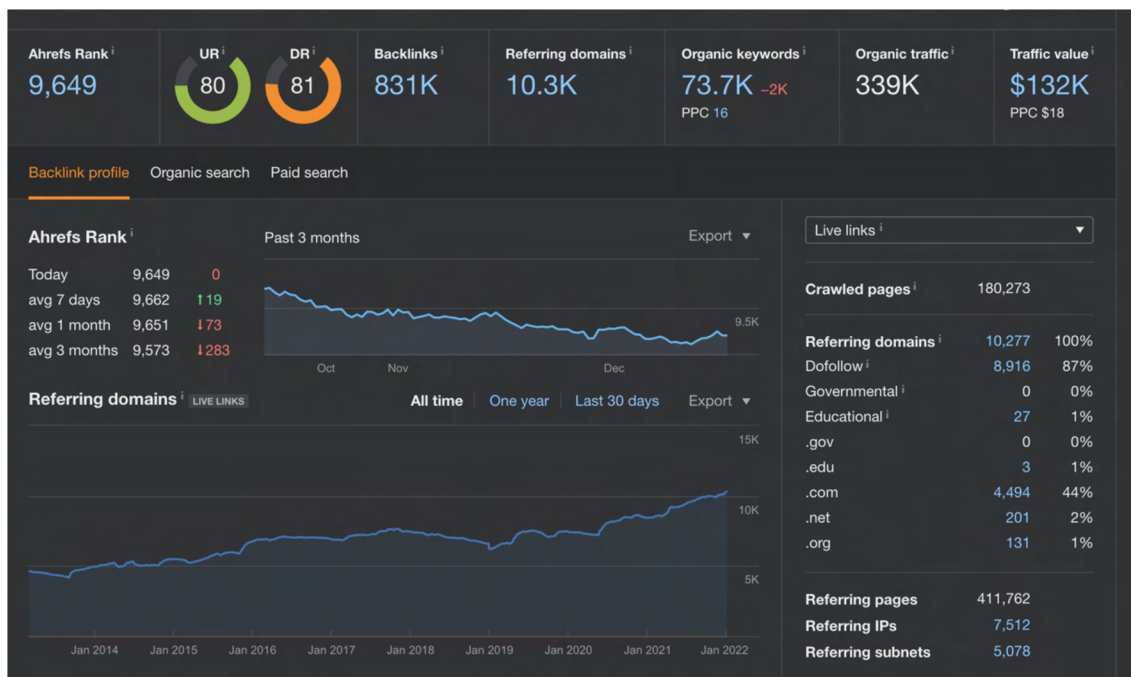 Ahrefs Rank i
9,649
UR i
80
DR i
81
Backlinks i
831K
Referring domains i
10.3K
Organic keywords i
73.7K –2K
PPC 16
Organic traffic i
339K
Traffic value i
$132K
PPC $18
Backlink profile Organic search Paid search
Ahrefs Rank i
Past 3 months
Export ▼
Today 9,649 0
avg 7 days 9,662 ↑19
avg 1 month 9,651 ↓73
avg 3 months 9,573 ↓283
9.5K
Oct Nov Dec
Referring domains i LIVE LINKS
All time One year Last 30 days Export ▼
15K
10K
5K
Jan 2014 Jan 2015 Jan 2016 Jan 2017 Jan 2018 Jan 2019 Jan 2020 Jan 2021 Jan 2022
Live links i ▼
Crawled pages i 180,273
Referring domains i 10,277 100%
Dofollow i 8,916 87%
Governmental i 0 0%
Educational i 27 1%
.gov 0 0%
.edu 3 1%
.com 4,494 44%
.net 201 2%
.org 131 1%
Referring pages 411,762
Referring IPs 7,512
Referring subnets 5,078